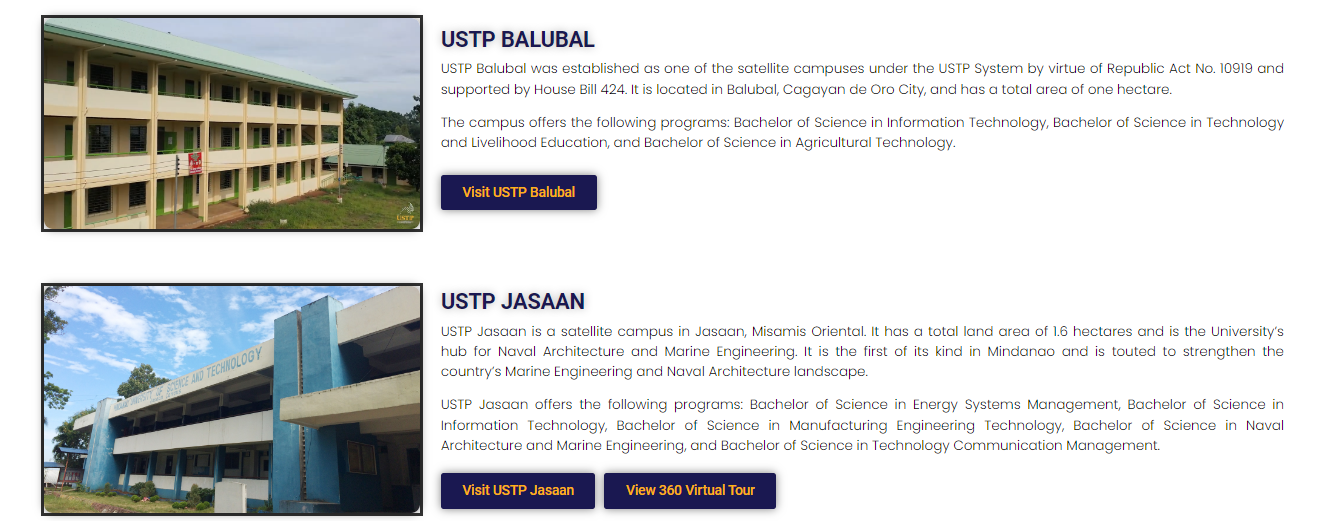 USTP BALUBAL
USTP Balubal was established as one of the satellite campuses under the USTP System by virtue of Republic Act No. 10919 and
supported by House Bill 424. It is located in Balubal, Cagayan de Oro City, and has a total area of one hectare.
The campus offers the following programs: Bachelor of Science in Information Technology, Bachelor of Science in Technology
and Livelihood Education, and Bachelor of Science in Agricultural Technology.
Visit USTP Balubal
USTP
USTP JASAAN
USTP Jasaan is a satellite campus in Jasaan, Misamis Oriental. It has a total land area of 1.6 hectares and is the University’s
hub for Naval Architecture and Marine Engineering. It is the first of its kind in Mindanao and is touted to strengthen the
country’s Marine Engineering and Naval Architecture landscape.
USTP Jasaan offers the following programs: Bachelor of Science in Energy Systems Management, Bachelor of Science in
Information Technology, Bachelor of Science in Manufacturing Engineering Technology, Bachelor of Science in Naval
Architecture and Marine Engineering, and Bachelor of Science in Technology Communication Management.
Visit USTP Jasaan
View 360 Virtual Tour
UNIVERSITY OF SCIENCE AND TECHNOLOGY